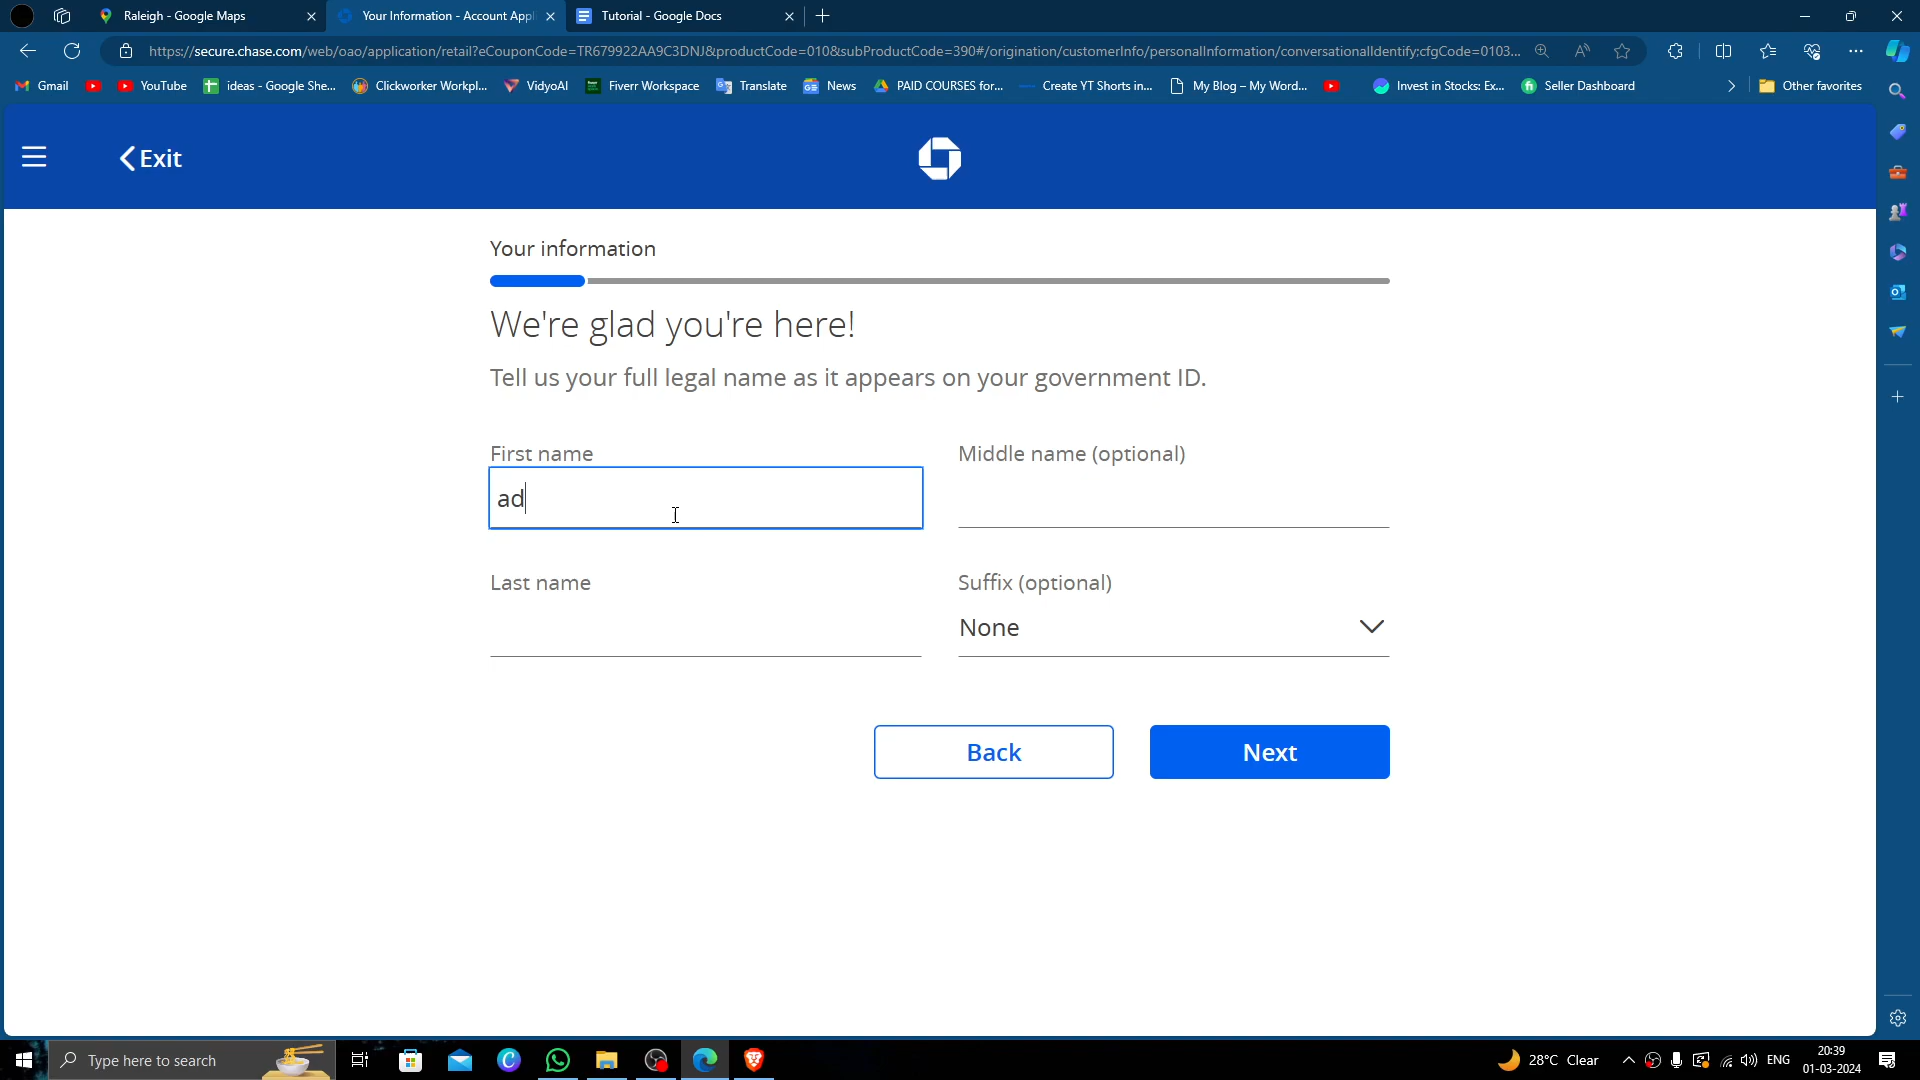 Raleigh - Google Maps
Your Information - Account Appl
Tutorial - Google Docs
https://secure.chase.com/web/oao/application/retail?eCouponCode=TR679922AA9C3DNJ&productCode=010&subProductCode=390#/origination/customerInfo/personalInformation/conversationalIdentify;cfgCode=0103...
Gmail
YouTube
ideas - Google She...
Clickworker Workpl...
VidyoAI
Fiverr Workspace
Translate
News
PAID COURSES for...
Create YT Shorts in...
My Blog – My Word...
Invest in Stocks: Ex...
Seller Dashboard
Other favorites
Exit
Your information
We're glad you're here!
Tell us your full legal name as it appears on your government ID.
First name
Middle name (optional)
ad
Last name
Suffix (optional)
None
Back
Next
Type here to search
28°C Clear
ENG
20:39
01-03-2024